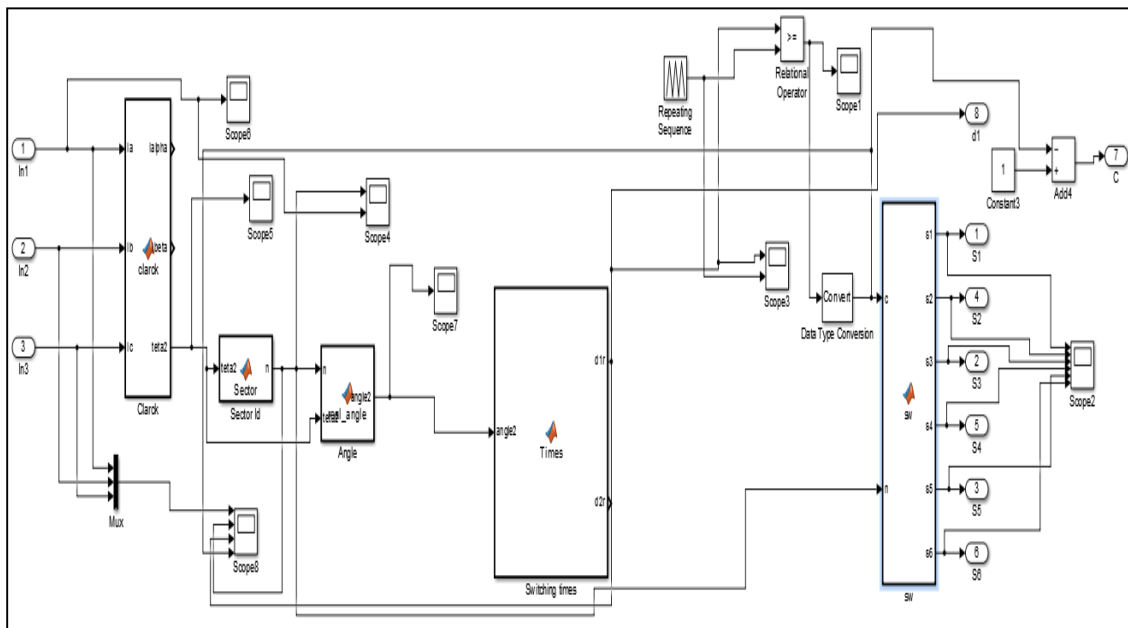 1
In1
2
In2
3
In3
Ia
Ialpha
Ib
beta
clarck
Ic
teta2
Clarck
Scope6
Scope5
Scope4
Scope7
teta2
n
Sector
Sector Id
n
angle2
Angle
Mux
Scope8
angle2
Times
d1r
d2r
Switching times
Repeating
Sequence
>=
Relational
Operator
Scope1
Scope3
Convert
Data Type Conversion
8
d1
1
Constant3
−
+
Add4
7
C
c
n
sw
s1
s2
s3
s4
s5
s6
sw
1
S1
4
S2
2
S3
5
S4
3
S5
6
S6
Scope2